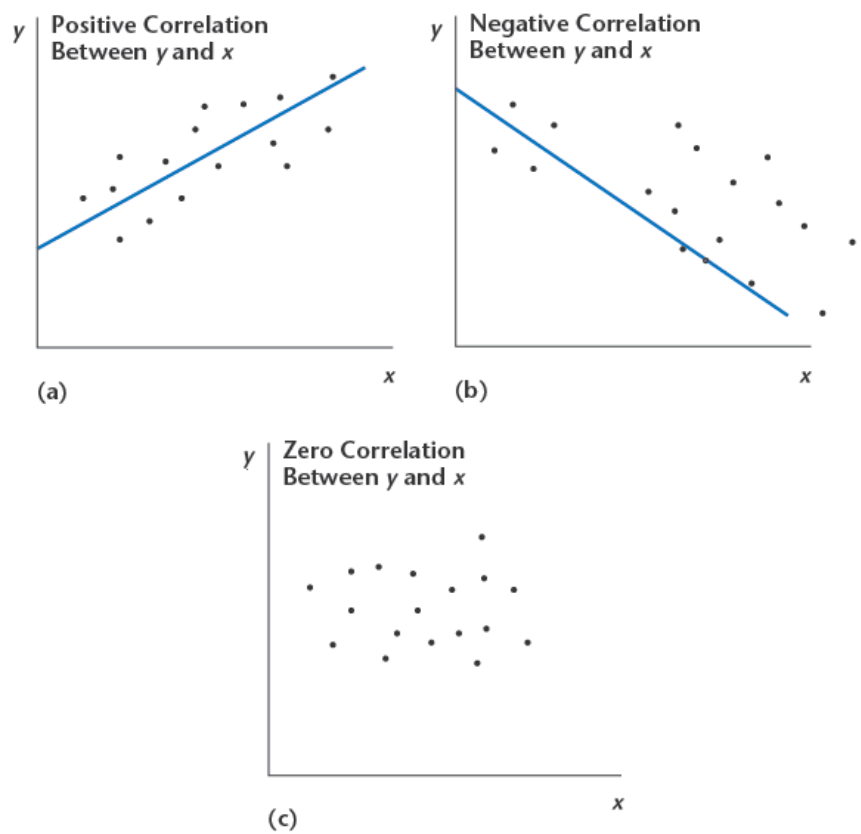 y
Positive Correlation
Between y and x
x
(a)
y
Negative Correlation
Between y and x
x
(b)
y
Zero Correlation
Between y and x
x
(c)